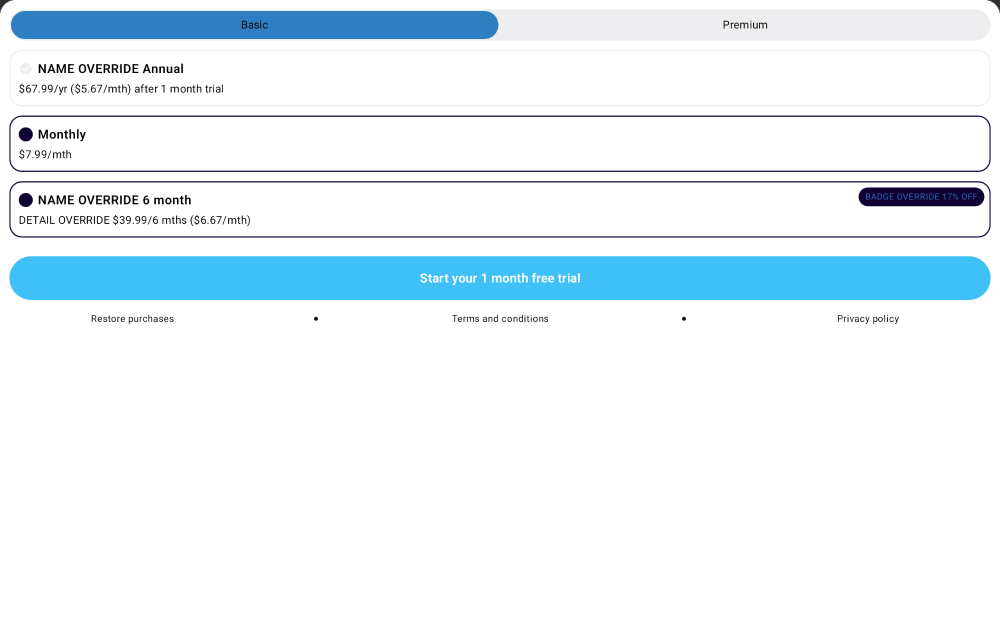 Basic
Premium
NAME OVERRIDE Annual
$67.99/yr ($5.67/mth) after 1 month trial
Monthly
$7.99/mth
NAME OVERRIDE 6 month
BADGE OVERRIDE 17% OFF
DETAIL OVERRIDE $39.99/6 mths ($6.67/mth)
Start your 1 month free trial
Restore purchases
Terms and conditions
Privacy policy